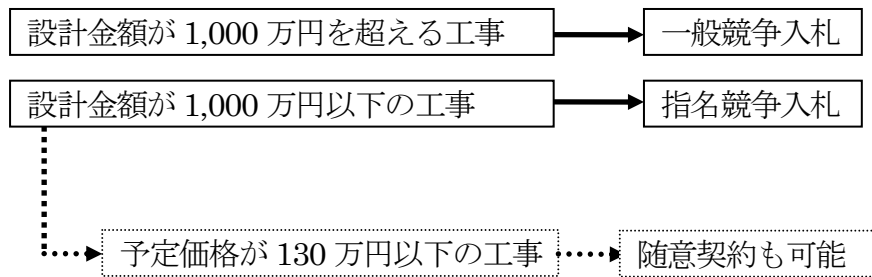 設計金額が 1,000 万円を超える工事
一般競争入札
設計金額が 1,000 万円以下の工事
指名競争入札
予定価格が 130 万円以下の工事
随意契約も可能